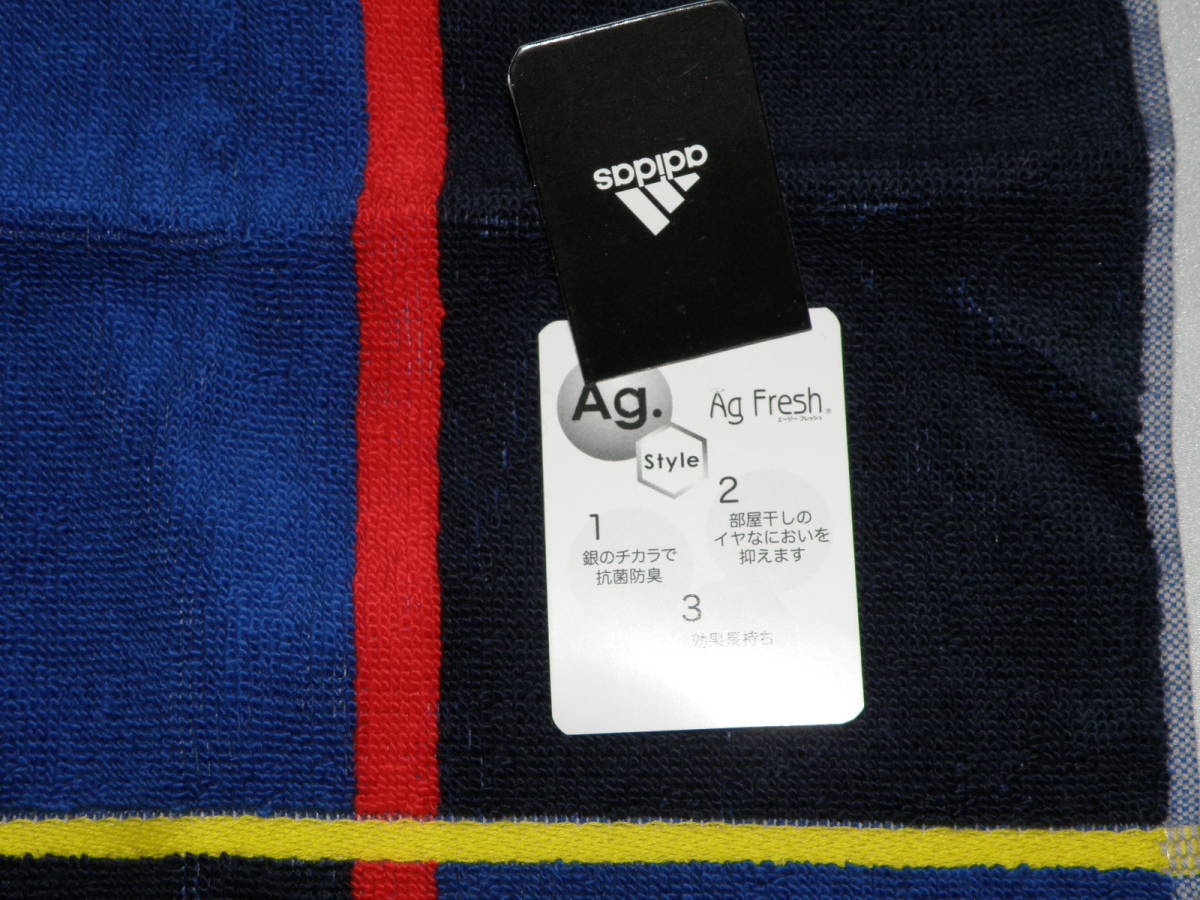 adidas
Ag.
Style
Ag Fresh®
エージー フレッシュ
1
銀のチカラで
抗菌防臭
2
部屋干しの
イヤなにおいを
抑えます
3
効果長持ち